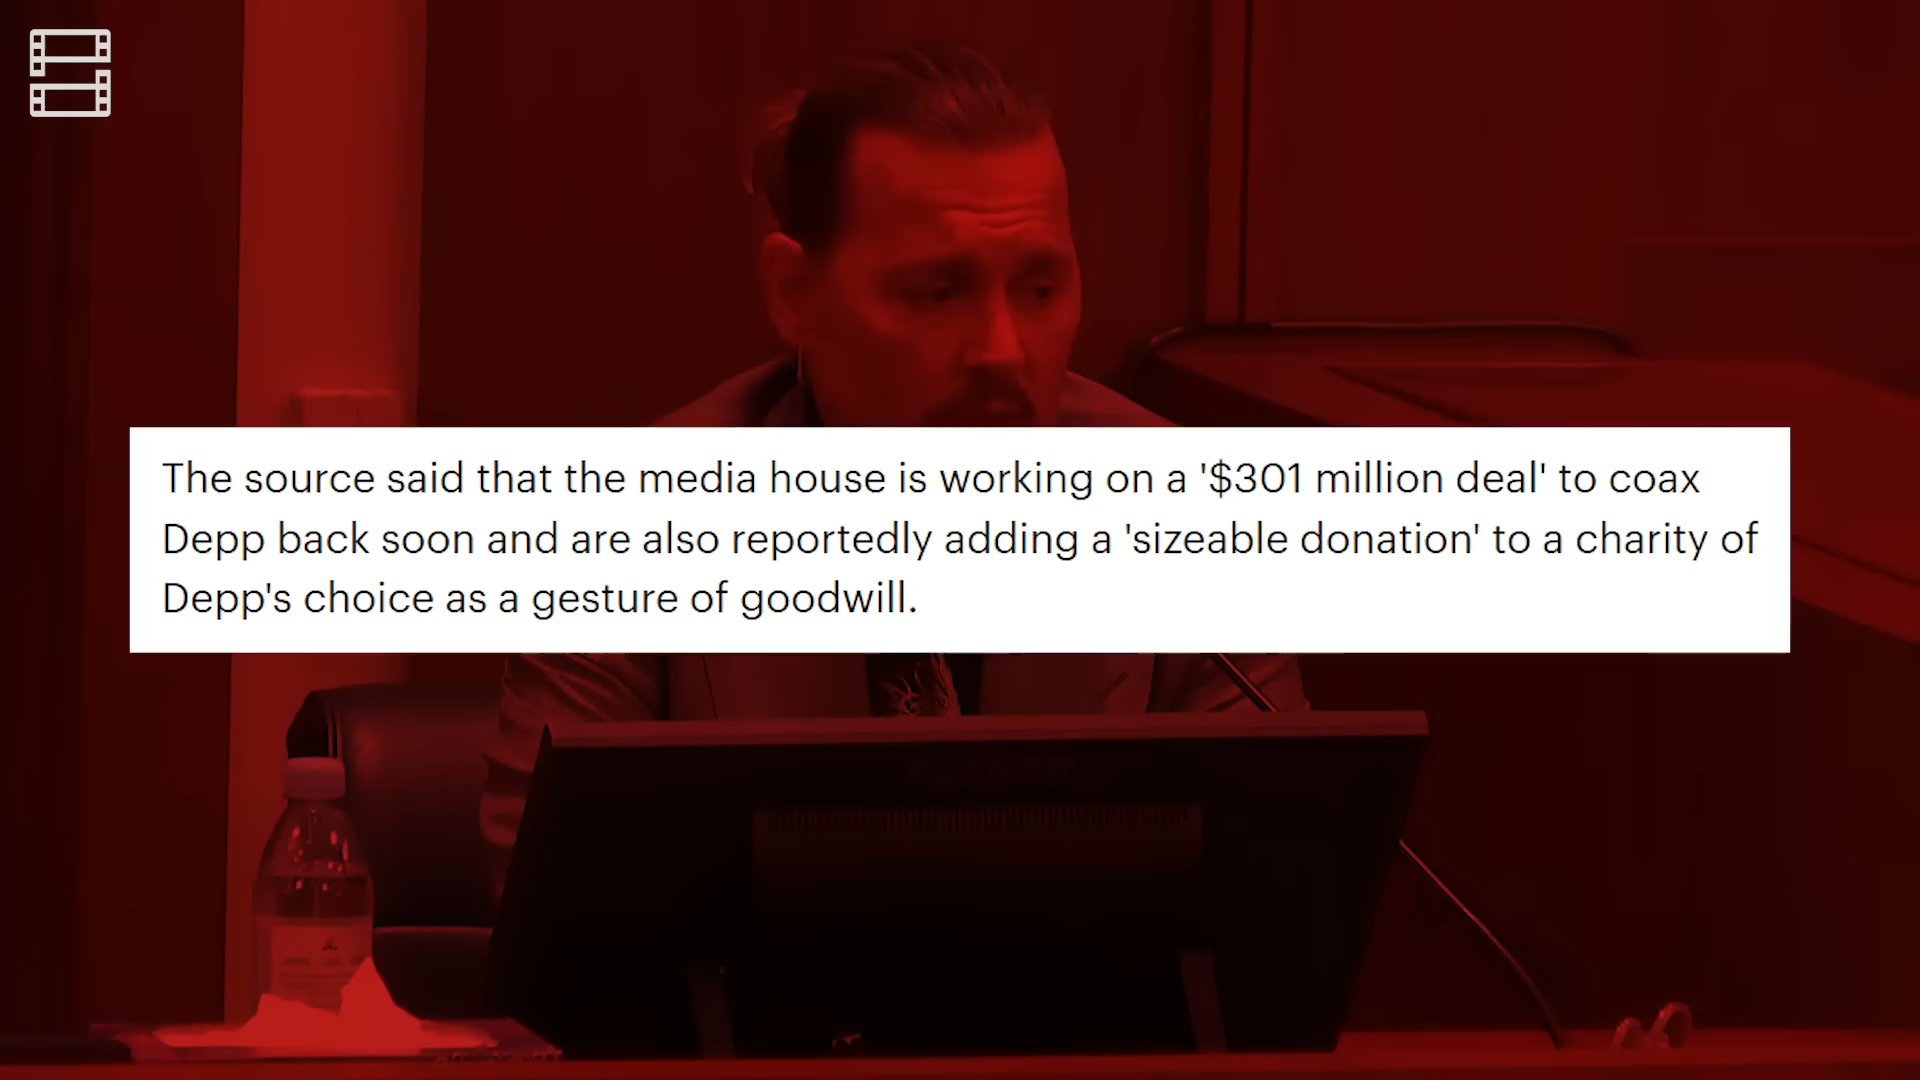 The source said that the media house is working on a '$301 million deal' to coax
Depp back soon and are also reportedly adding a 'sizeable donation' to a charity of
Depp's choice as a gesture of goodwill.
PLANAR